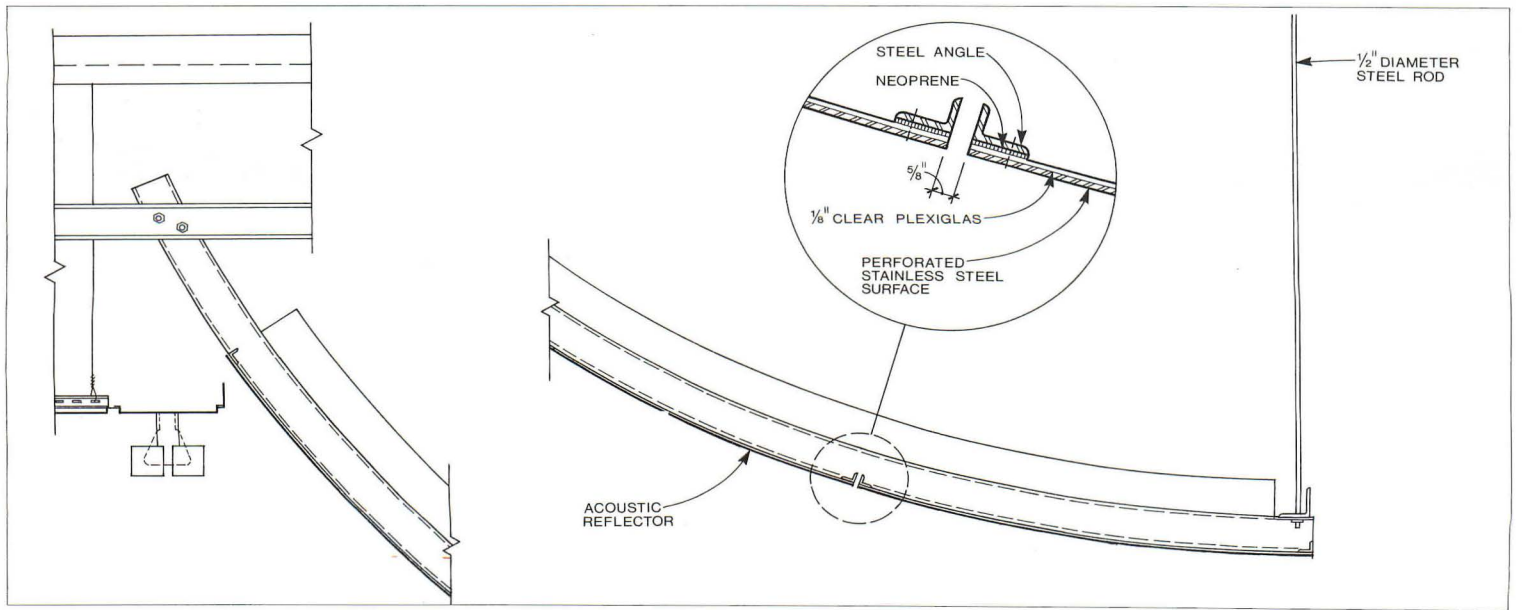 STEEL ANGLE
NEOPRENE
5/8"
1/8" CLEAR PLEXIGLAS
PERFORATED
STAINLESS STEEL
SURFACE
1/2" DIAMETER
STEEL ROD
ACOUSTIC
REFLECTOR